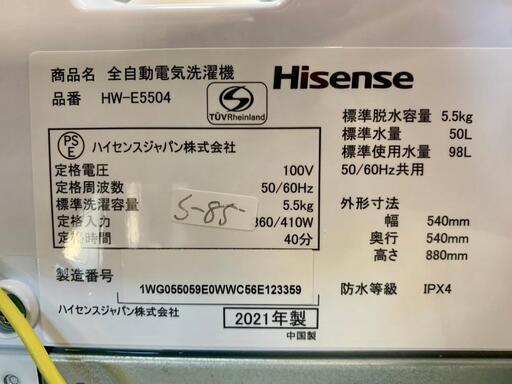 商品名 全自動電気洗濯機
品番 HW-E5504
TÜVRheinland
Hisense
PS
E
ハイセンスジャパン株式会社
定格電圧 100V
定格周波数 50/60Hz
標準洗濯容量 5.5kg
定格入力 360/410W
定格時間 40分
S-85
製造番号
1WG055059E0WWC56E123359
ハイセンスジャパン株式会社
2021年製
中国製
標準脱水容量 5.5kg
標準水量 50L
標準使用水量 98L
50/60Hz共用
外形寸法
幅 540mm
奥行 540mm
高さ 880mm
防水等級 IPX4